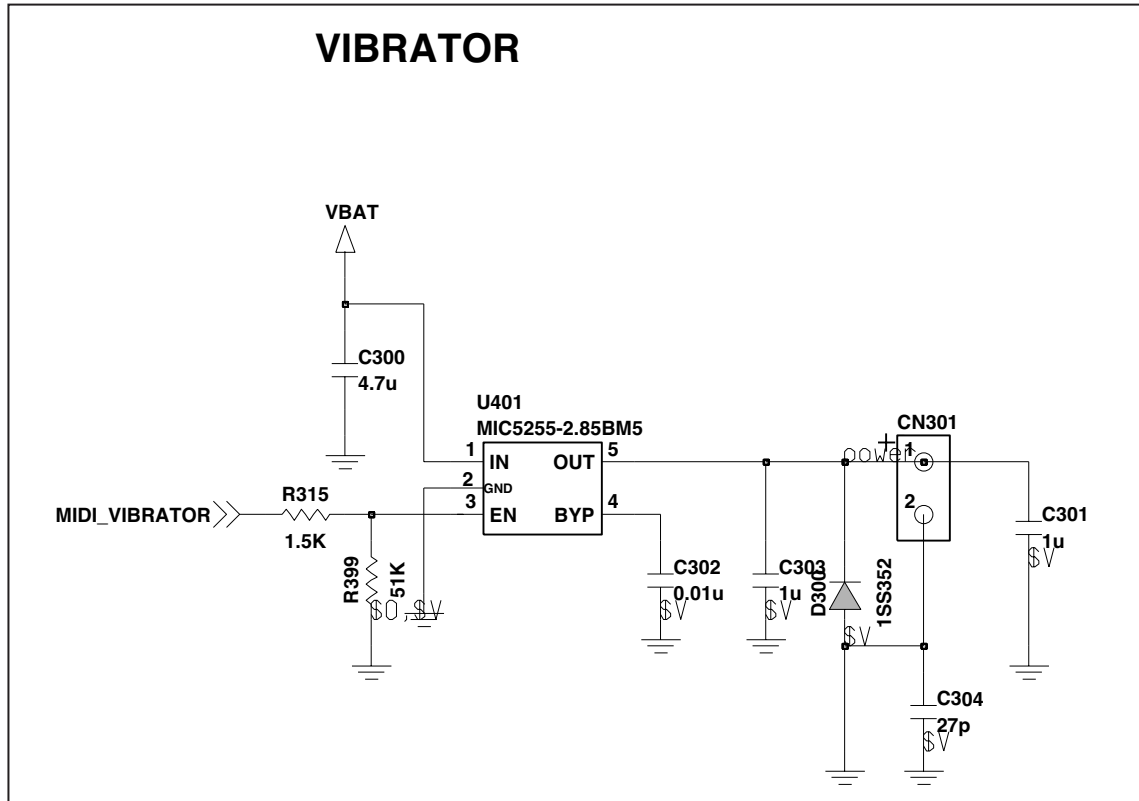 VIBRATOR
VBAT
C300
4.7u
U401
MIC5255-2.85BM5
1
IN
OUT
5
2
GND
3
EN
BYP
4
MIDI_VIBRATOR
R315
1.5K
R399
51K
$0,$V
C302
0.01u
$V
C303
1u
$V
D300
1SS352
$V
CN301
+
power
1
2
C301
1u
$V
C304
27p
$V